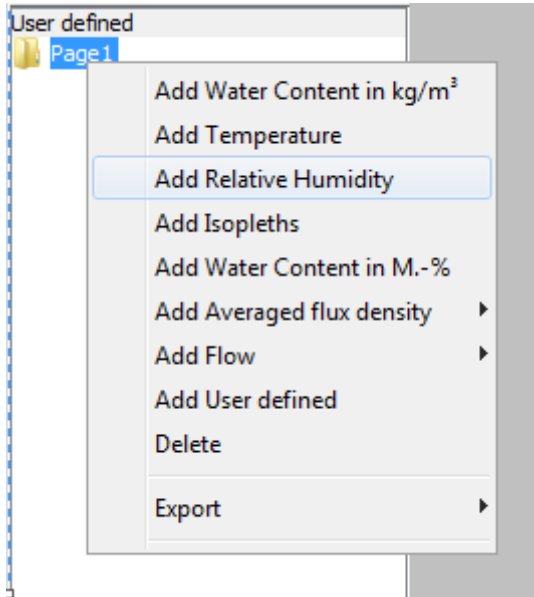 User defined
Page1
Add Water Content in kg/m³
Add Temperature
Add Relative Humidity
Add Isopleths
Add Water Content in M.-%
Add Averaged flux density
Add Flow
Add User defined
Delete
Export